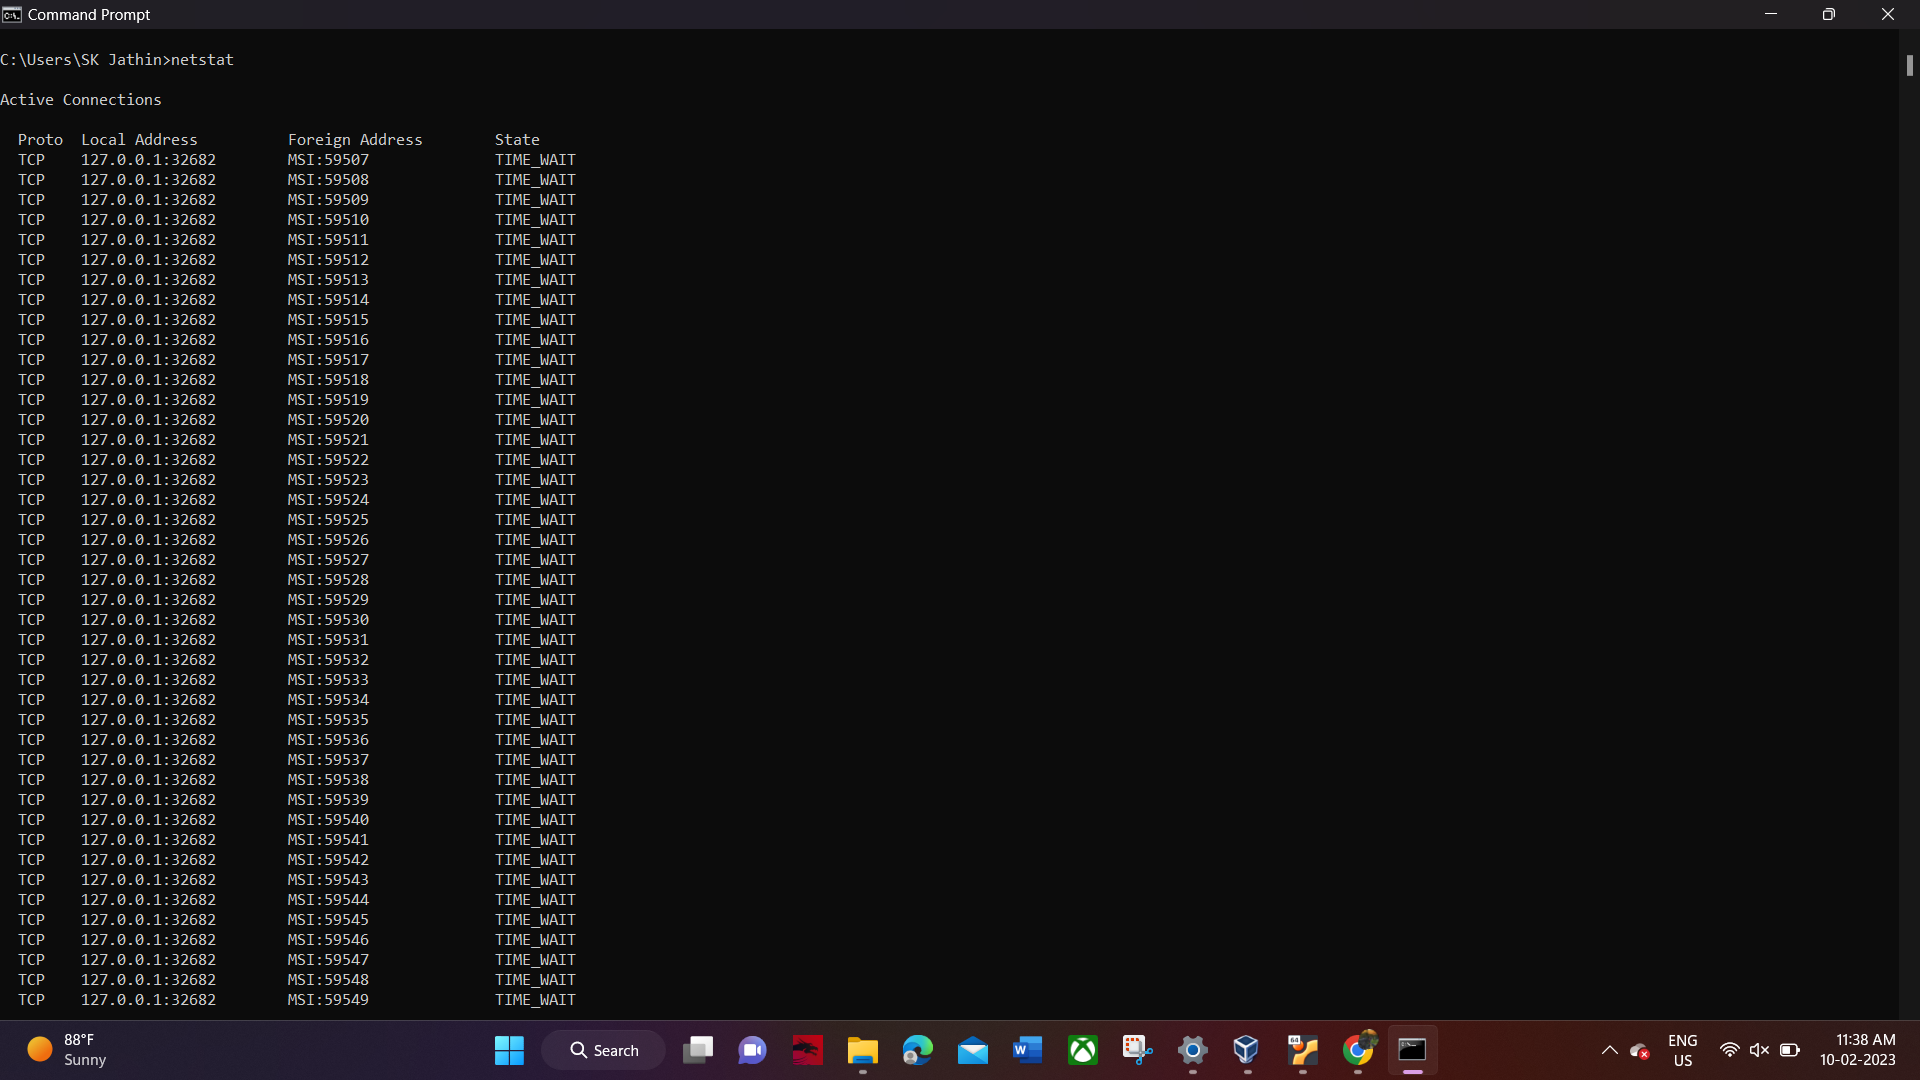 Command Prompt
C:\Users\SK Jathin>netstat
Active Connections
Proto Local Address Foreign Address State
TCP 127.0.0.1:32682 MSI:59507 TIME_WAIT
TCP 127.0.0.1:32682 MSI:59508 TIME_WAIT
TCP 127.0.0.1:32682 MSI:59509 TIME_WAIT
TCP 127.0.0.1:32682 MSI:59510 TIME_WAIT
TCP 127.0.0.1:32682 MSI:59511 TIME_WAIT
TCP 127.0.0.1:32682 MSI:59512 TIME_WAIT
TCP 127.0.0.1:32682 MSI:59513 TIME_WAIT
TCP 127.0.0.1:32682 MSI:59514 TIME_WAIT
TCP 127.0.0.1:32682 MSI:59515 TIME_WAIT
TCP 127.0.0.1:32682 MSI:59516 TIME_WAIT
TCP 127.0.0.1:32682 MSI:59517 TIME_WAIT
TCP 127.0.0.1:32682 MSI:59518 TIME_WAIT
TCP 127.0.0.1:32682 MSI:59519 TIME_WAIT
TCP 127.0.0.1:32682 MSI:59520 TIME_WAIT
TCP 127.0.0.1:32682 MSI:59521 TIME_WAIT
TCP 127.0.0.1:32682 MSI:59522 TIME_WAIT
TCP 127.0.0.1:32682 MSI:59523 TIME_WAIT
TCP 127.0.0.1:32682 MSI:59524 TIME_WAIT
TCP 127.0.0.1:32682 MSI:59525 TIME_WAIT
TCP 127.0.0.1:32682 MSI:59526 TIME_WAIT
TCP 127.0.0.1:32682 MSI:59527 TIME_WAIT
TCP 127.0.0.1:32682 MSI:59528 TIME_WAIT
TCP 127.0.0.1:32682 MSI:59529 TIME_WAIT
TCP 127.0.0.1:32682 MSI:59530 TIME_WAIT
TCP 127.0.0.1:32682 MSI:59531 TIME_WAIT
TCP 127.0.0.1:32682 MSI:59532 TIME_WAIT
TCP 127.0.0.1:32682 MSI:59533 TIME_WAIT
TCP 127.0.0.1:32682 MSI:59534 TIME_WAIT
TCP 127.0.0.1:32682 MSI:59535 TIME_WAIT
TCP 127.0.0.1:32682 MSI:59536 TIME_WAIT
TCP 127.0.0.1:32682 MSI:59537 TIME_WAIT
TCP 127.0.0.1:32682 MSI:59538 TIME_WAIT
TCP 127.0.0.1:32682 MSI:59539 TIME_WAIT
TCP 127.0.0.1:32682 MSI:59540 TIME_WAIT
TCP 127.0.0.1:32682 MSI:59541 TIME_WAIT
TCP 127.0.0.1:32682 MSI:59542 TIME_WAIT
TCP 127.0.0.1:32682 MSI:59543 TIME_WAIT
TCP 127.0.0.1:32682 MSI:59544 TIME_WAIT
TCP 127.0.0.1:32682 MSI:59545 TIME_WAIT
TCP 127.0.0.1:32682 MSI:59546 TIME_WAIT
TCP 127.0.0.1:32682 MSI:59547 TIME_WAIT
TCP 127.0.0.1:32682 MSI:59548 TIME_WAIT
TCP 127.0.0.1:32682 MSI:59549 TIME_WAIT
88°F
Sunny
Search
W
64
ENG
US
11:38 AM
10-02-2023